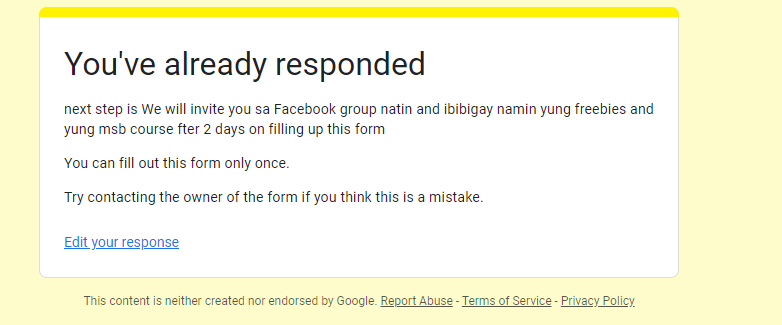 You've already responded
next step is We will invite you sa Facebook group natin and ibibigay namin yung freebies and
yung msb course fter 2 days on filling up this form
You can fill out this form only once.
Try contacting the owner of the form if you think this is a mistake.
Edit your response
This content is neither created nor endorsed by Google. Report Abuse - Terms of Service - Privacy Policy